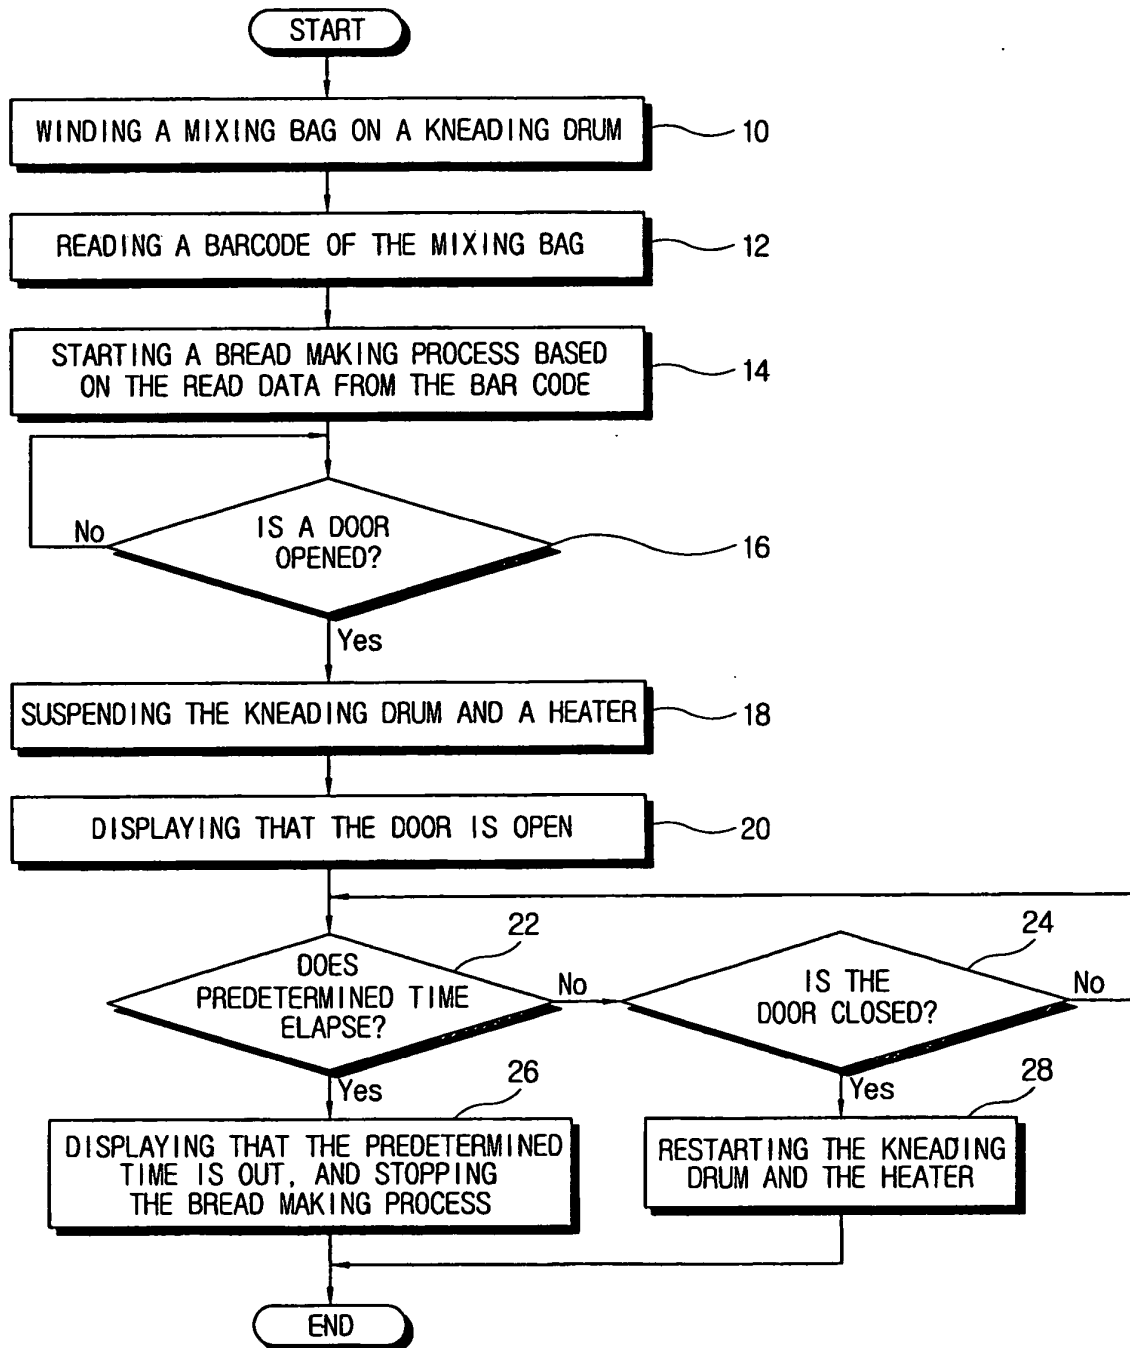 START
WINDING A MIXING BAG ON A KNEADING DRUM
10
READING A BARCODE OF THE MIXING BAG
12
STARTING A BREAD MAKING PROCESS BASED
ON THE READ DATA FROM THE BAR CODE
14
No
IS A DOOR
OPENED?
16
Yes
SUSPENDING THE KNEADING DRUM AND A HEATER
18
DISPLAYING THAT THE DOOR IS OPEN
20
22
DOES
PREDETERMINED TIME
ELAPSE?
No
24
IS THE
DOOR CLOSED?
No
Yes
26
DISPLAYING THAT THE PREDETERMINED
TIME IS OUT, AND STOPPING
THE BREAD MAKING PROCESS
Yes
28
RESTARTING THE KNEADING
DRUM AND THE HEATER
END